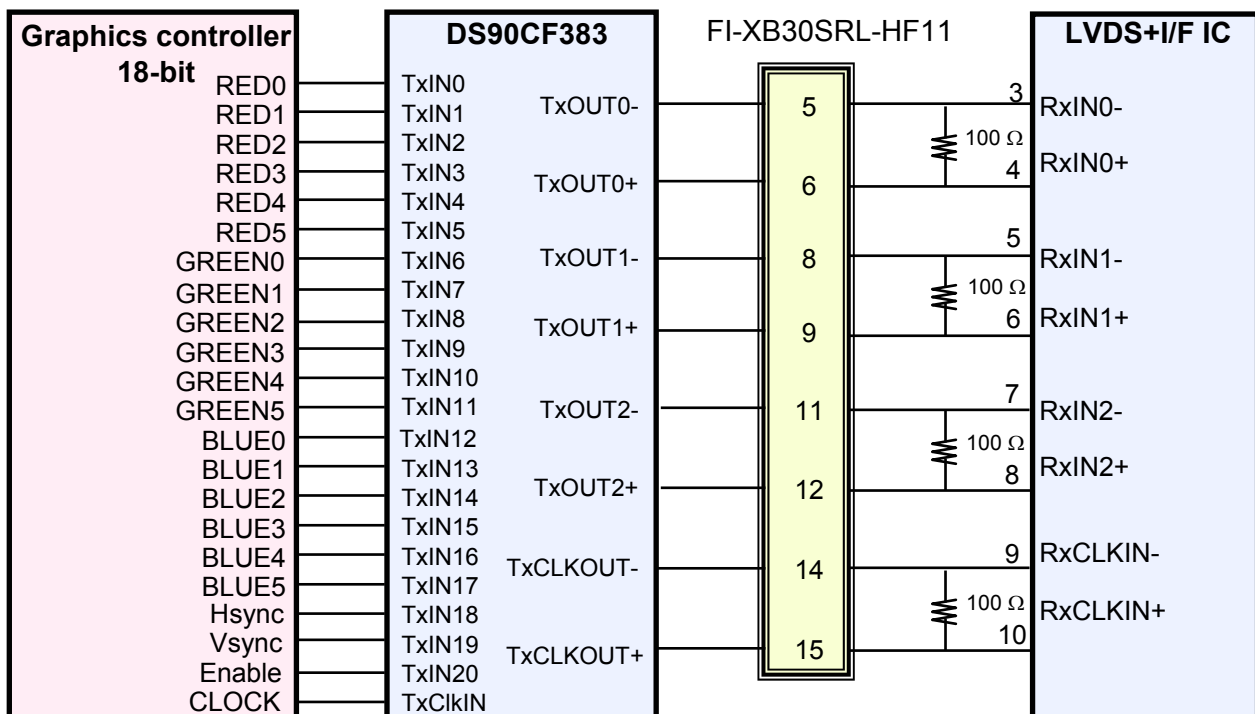 Graphics controller
18-bit
RED0
RED1
RED2
RED3
RED4
RED5
GREEN0
GREEN1
GREEN2
GREEN3
GREEN4
GREEN5
BLUE0
BLUE1
BLUE2
BLUE3
BLUE4
BLUE5
Hsync
Vsync
Enable
CLOCK
DS90CF383
TxIN0
TxIN1
TxIN2
TxIN3
TxIN4
TxIN5
TxIN6
TxIN7
TxIN8
TxIN9
TxIN10
TxIN11
TxIN12
TxIN13
TxIN14
TxIN15
TxIN16
TxIN17
TxIN18
TxIN19
TxIN20
TxClkIN
TxOUT0-
TxOUT0+
TxOUT1-
TxOUT1+
TxOUT2-
TxOUT2+
TxCLKOUT-
TxCLKOUT+
FI-XB30SRL-HF11
5
6
8
9
11
12
14
15
3
100 Ω
4
5
100 Ω
6
7
100 Ω
8
9
100 Ω
10
LVDS+I/F IC
RxIN0-
RxIN0+
RxIN1-
RxIN1+
RxIN2-
RxIN2+
RxCLKIN-
RxCLKIN+